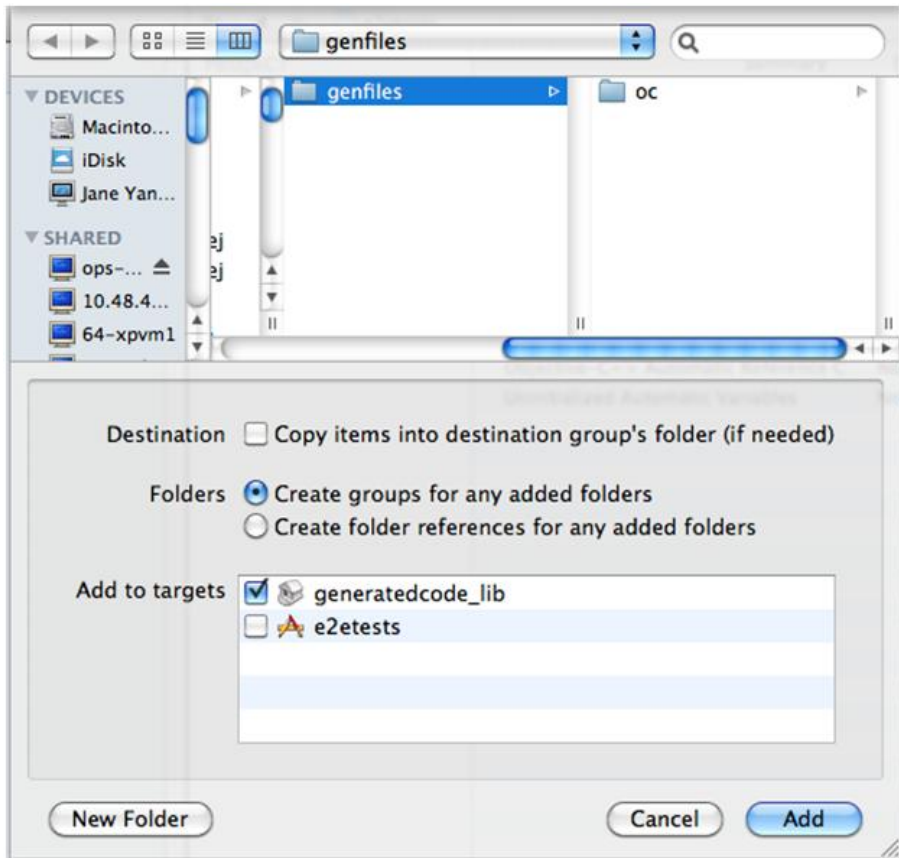 genfiles
DEVICES
Macinto...
iDisk
Jane Yan...
SHARED
ops-...
10.48.4...
64-xpvm1
ej
ej
genfiles
oc
Destination Copy items into destination group's folder (if needed)
Folders Create groups for any added folders
Create folder references for any added folders
Add to targets generatedcode_lib
e2etests
New Folder Cancel Add